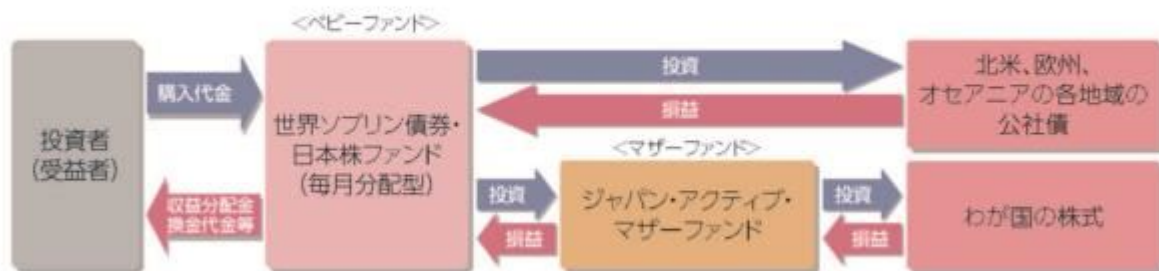 <ベビーファンド>
投資者
(受益者)
購入代金
収益分配金
換金代金等
世界ソブリン債券・
日本株ファンド
(毎月分配型)
投資
損益
北米、欧州、
オセアニアの各地域の
公社債
<マザーファンド>
投資
損益
ジャパン・アクティブ・
マザーファンド
投資
損益
わが国の株式